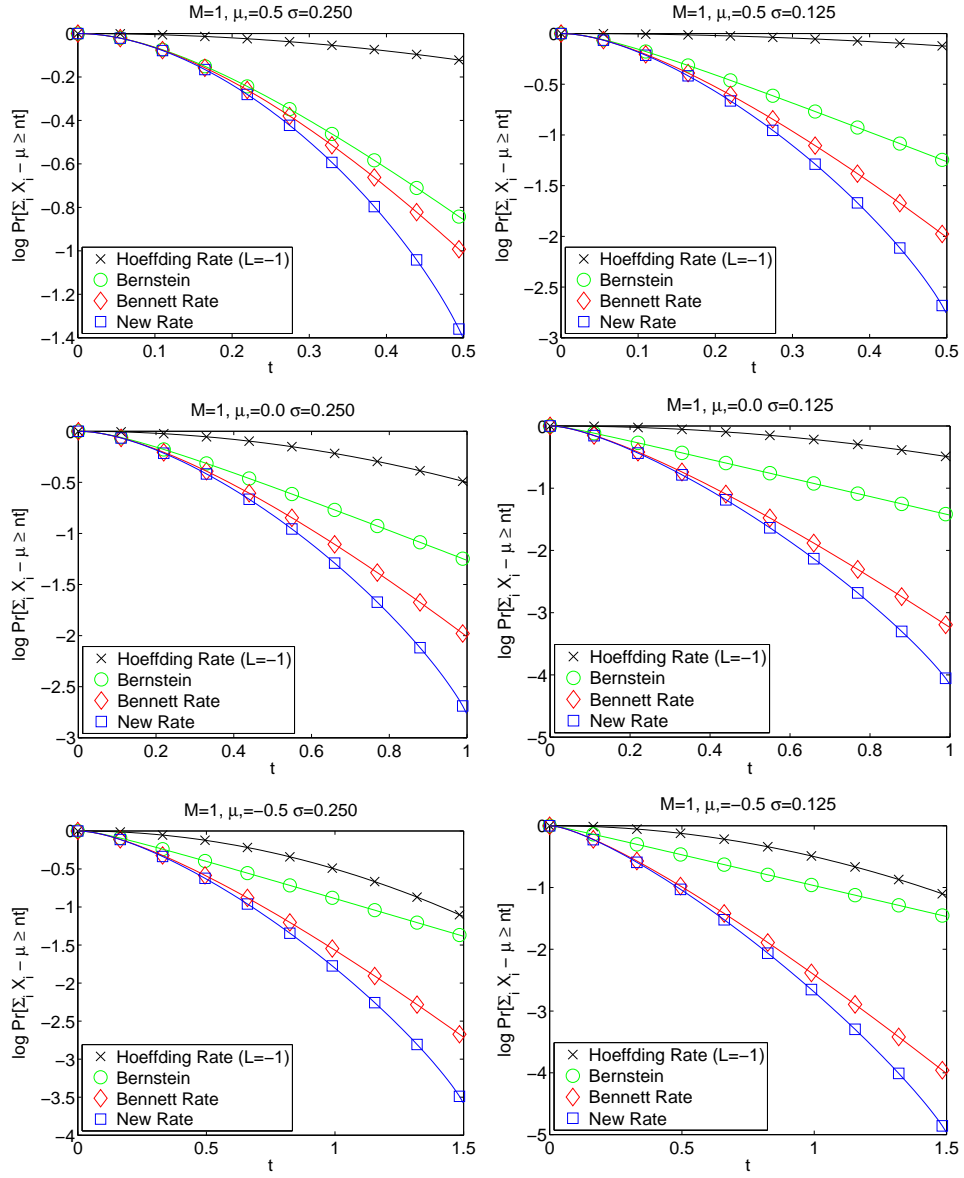 M=1, μ,=0.5 σ=0.250
0
−0.2
−0.4
−0.6
−0.8
−1
−1.2
−1.4
log Pr[Σi Xi − μ ≥ nt]
Hoeffding Rate (L=−1)
Bernstein
Bennett Rate
New Rate
0 0.1 0.2 0.3 0.4 0.5
t
M=1, μ,=0.5 σ=0.125
0
−0.5
−1
−1.5
−2
−2.5
−3
log Pr[Σi Xi − μ ≥ nt]
Hoeffding Rate (L=−1)
Bernstein
Bennett Rate
New Rate
0 0.1 0.2 0.3 0.4 0.5
t
M=1, μ,=0.0 σ=0.250
0
−0.5
−1
−1.5
−2
−2.5
−3
log Pr[Σi Xi − μ ≥ nt]
Hoeffding Rate (L=−1)
Bernstein
Bennett Rate
New Rate
0 0.2 0.4 0.6 0.8 1
t
M=1, μ,=0.0 σ=0.125
0
−1
−2
−3
−4
−5
log Pr[Σi Xi − μ ≥ nt]
Hoeffding Rate (L=−1)
Bernstein
Bennett Rate
New Rate
0 0.2 0.4 0.6 0.8 1
t
M=1, μ,=−0.5 σ=0.250
0
−0.5
−1
−1.5
−2
−2.5
−3
−3.5
−4
log Pr[Σi Xi − μ ≥ nt]
Hoeffding Rate (L=−1)
Bernstein
Bennett Rate
New Rate
0 0.5 1 1.5
t
M=1, μ,=−0.5 σ=0.125
0
−1
−2
−3
−4
−5
log Pr[Σi Xi − μ ≥ nt]
Hoeffding Rate (L=−1)
Bernstein
Bennett Rate
New Rate
0 0.5 1 1.5
t